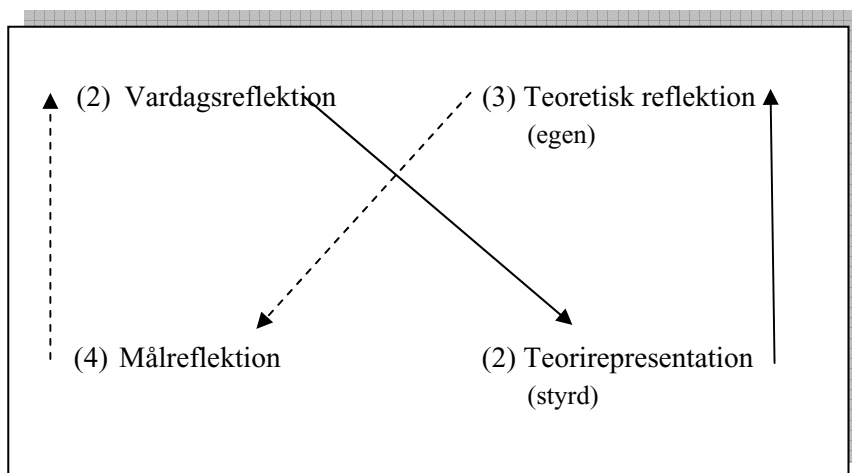 (2) Vardagsreflektion
(3) Teoretisk reflektion
(egen)
(4) Målreflektion
(2) Teorirepresentation
(styrd)